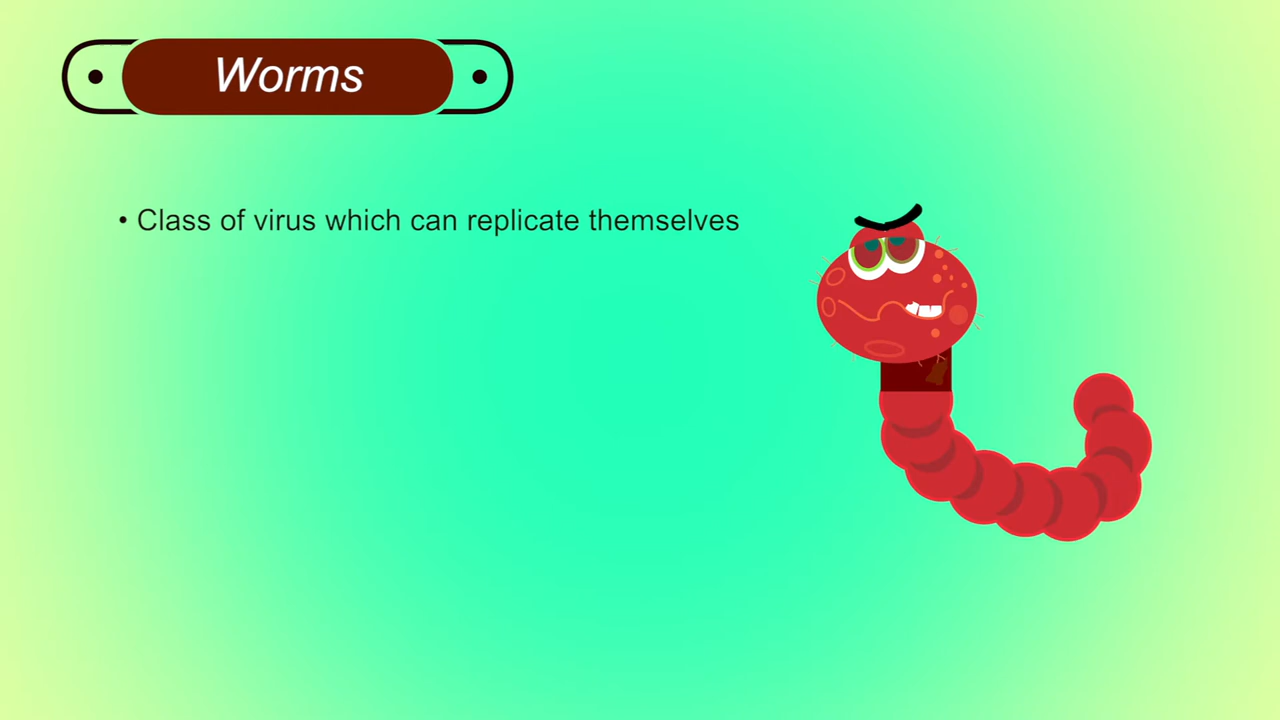 Worms
• Class of virus which can replicate themselves